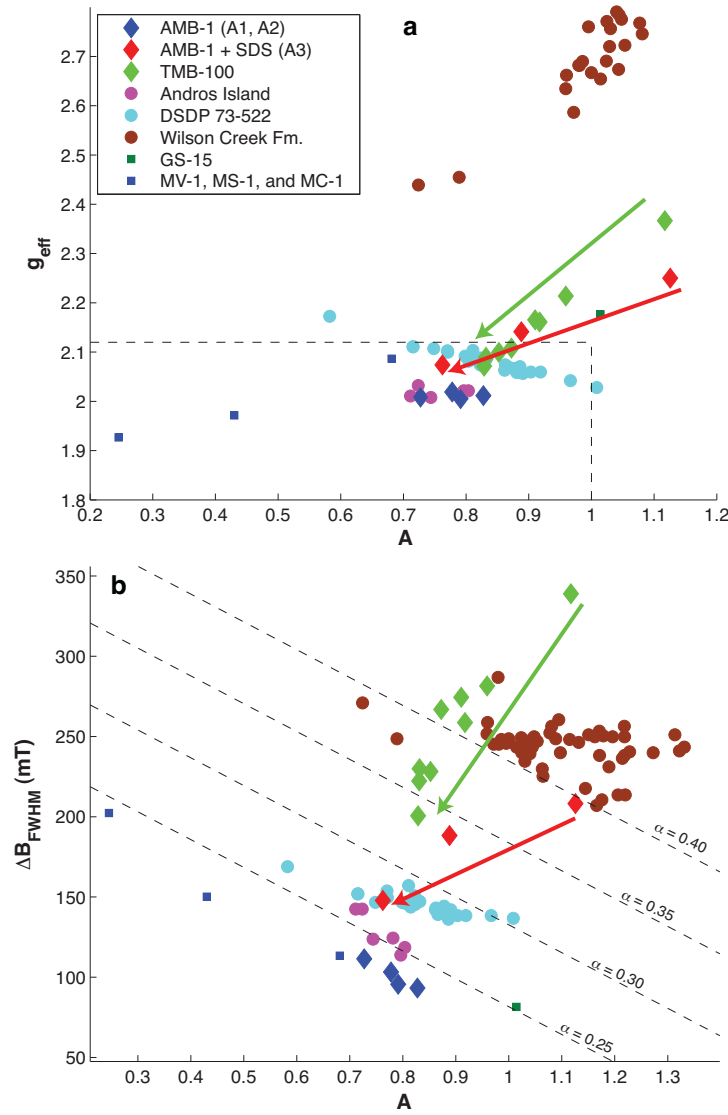 a
AMB-1 (A1, A2)
AMB-1 + SDS (A3)
TMB-100
Andros Island
DSDP 73-522
Wilson Creek Fm.
GS-15
MV-1, MS-1, and MC-1
2.7
2.6
2.5
2.4
2.3
2.2
2.1
2
1.9
1.8
g_eff
0.2 0.3 0.4 0.5 0.6 0.7 0.8 0.9 1 1.1 1.2
A
b
350
300
250
200
150
100
50
ΔB_FWHM (mT)
α = 0.40
α = 0.35
α = 0.30
α = 0.25
0.3 0.4 0.5 0.6 0.7 0.8 0.9 1 1.1 1.2 1.3
A